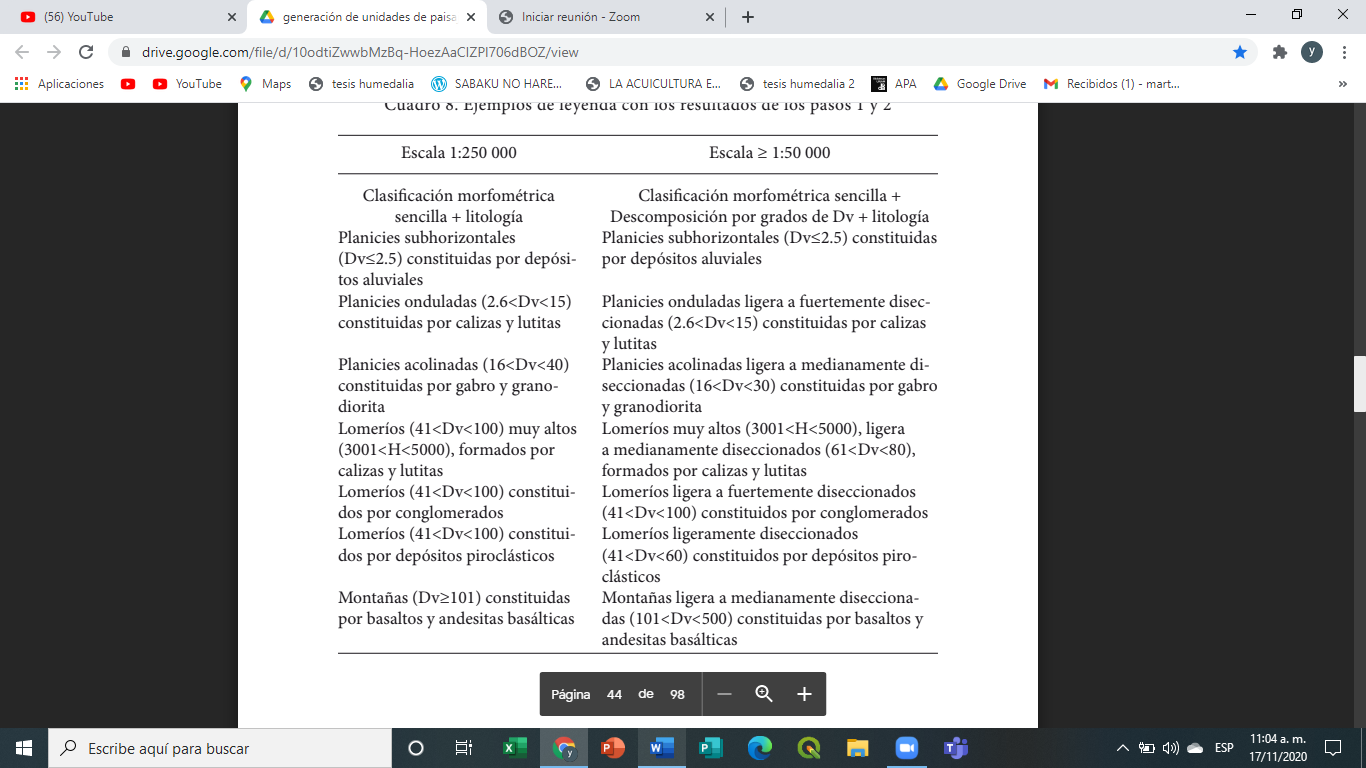 (56) YouTube
generación de unidades de paisa
Iniciar reunión - Zoom
drive.google.com/file/d/10odtiZwwbMzBq-HoezAaCIZPI706dBOZ/view
y
Aplicaciones
YouTube
Maps
tesis humedalia
SABAKU NO HARE...
LA ACUICULTURA E...
tesis humedalia 2
APA
Google Drive
Recibidos (1) - mart...
»
Cuadro 8. Ejemplos de leyenda con los resultados de los pasos 1 y 2
Escala 1:250 000
Escala ≥ 1:50 000
Clasificación morfométrica
sencilla + litología
Clasificación morfométrica sencilla +
Descomposición por grados de Dv + litología
Planicies subhorizontales
(Dv≤2.5) constituidas por depósi-
tos aluviales
Planicies subhorizontales (Dv≤2.5) constituidas
por depósitos aluviales
Planicies onduladas (2.6<Dv<15)
constituidas por calizas y lutitas
Planicies onduladas ligera a fuertemente disec-
cionadas (2.6<Dv<15) constituidas por calizas
y lutitas
Planicies acolinadas (16<Dv<40)
constituidas por gabro y grano-
diorita
Planicies acolinadas ligera a medianamente di-
seccionadas (16<Dv<30) constituidas por gabro
y granodiorita
Lomeríos (41<Dv<100) muy altos
(3001<H<5000), formados por
calizas y lutitas
Lomeríos muy altos (3001<H<5000), ligera
a medianamente diseccionados (61<Dv<80),
formados por calizas y lutitas
Lomeríos (41<Dv<100) constitui-
dos por conglomerados
Lomeríos ligera a fuertemente diseccionados
(41<Dv<100) constituidos por conglomerados
Lomeríos (41<Dv<100) constitui-
dos por depósitos piroclásticos
Lomeríos ligeramente diseccionados
(41<Dv<60) constituidos por depósitos piro-
clásticos
Montañas (Dv≥101) constituidas
por basaltos y andesitas basálticas
Montañas ligera a medianamente disecciona-
das (101<Dv<500) constituidas por basaltos y
andesitas basálticas
Página 44 de 98
Escribe aquí para buscar
ESP
11:04 a. m.
17/11/2020